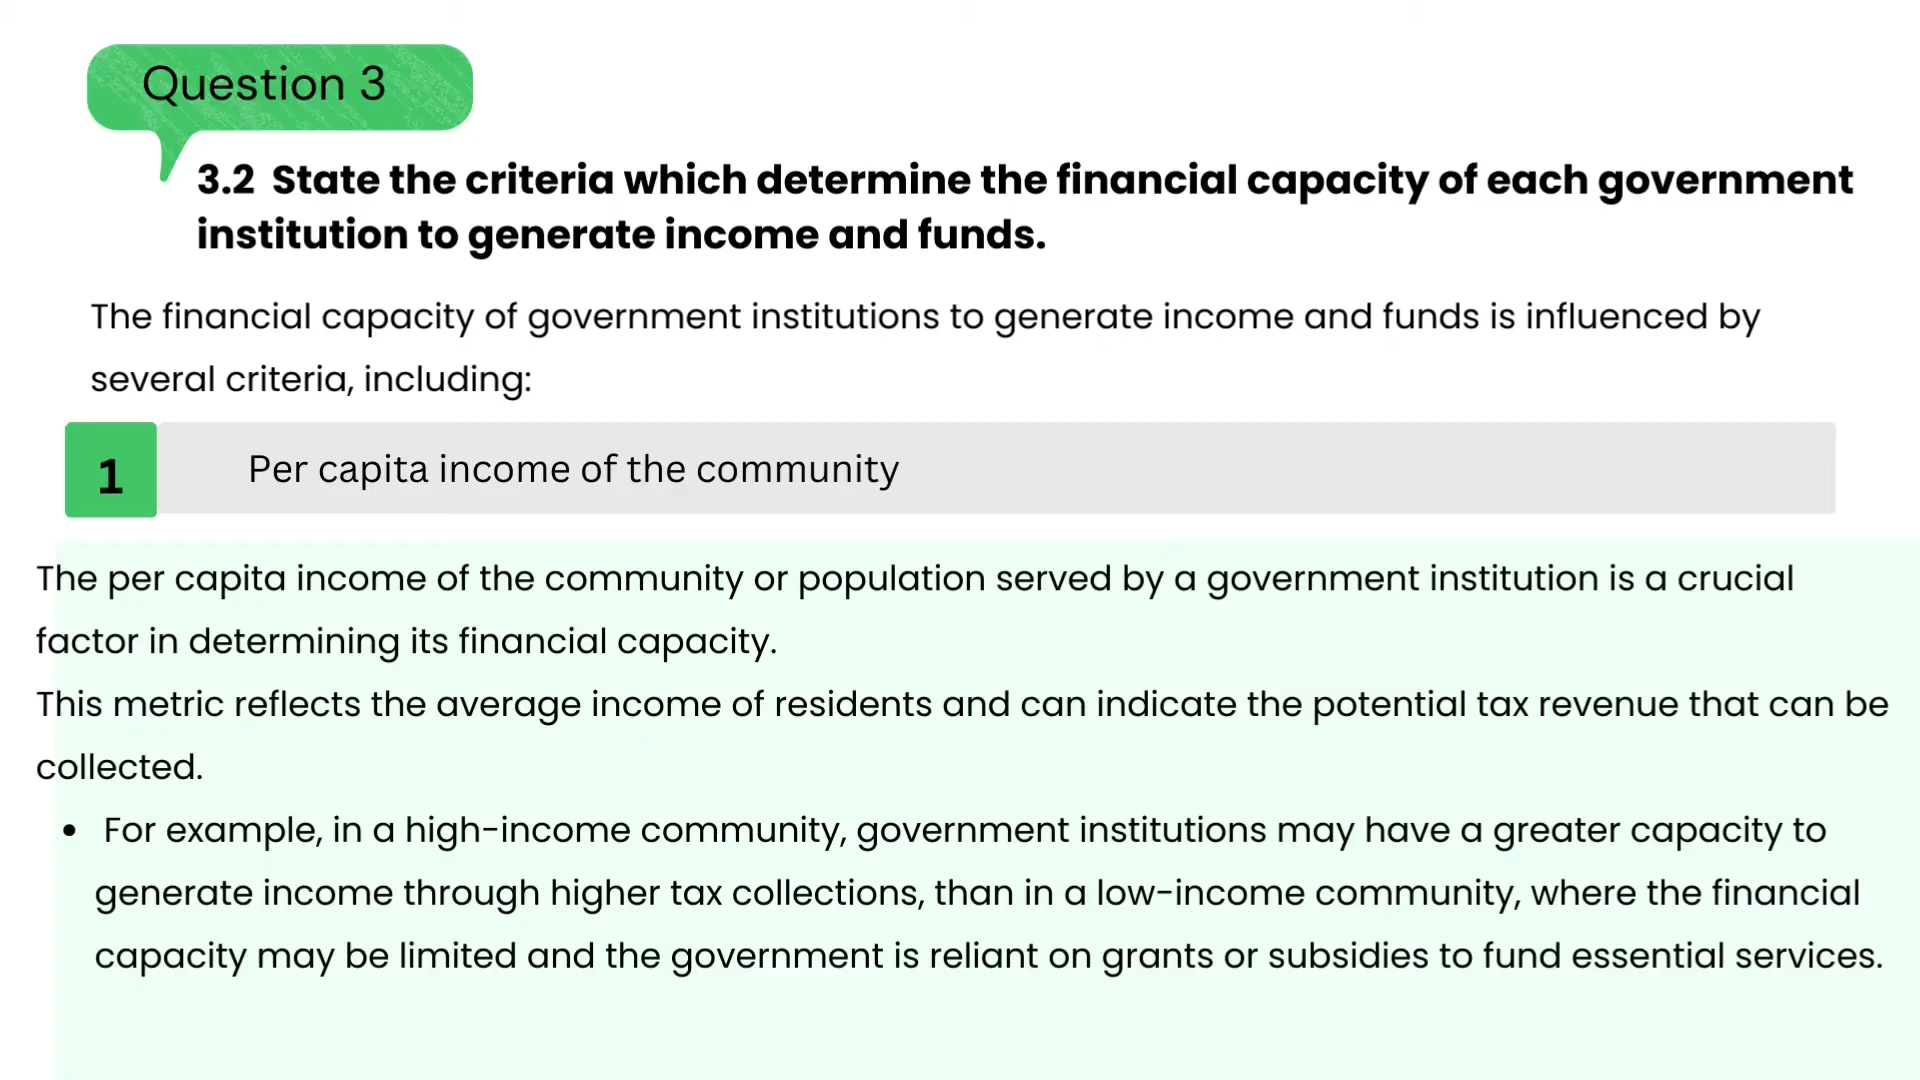 Question 3
3.2 State the criteria which determine the financial capacity of each government
institution to generate income and funds.
The financial capacity of government institutions to generate income and funds is influenced by
several criteria, including:
1 Per capita income of the community
The per capita income of the community or population served by a government institution is a crucial
factor in determining its financial capacity.
This metric reflects the average income of residents and can indicate the potential tax revenue that can be
collected.
• For example, in a high-income community, government institutions may have a greater capacity to
generate income through higher tax collections, than in a low-income community, where the financial
capacity may be limited and the government is reliant on grants or subsidies to fund essential services.